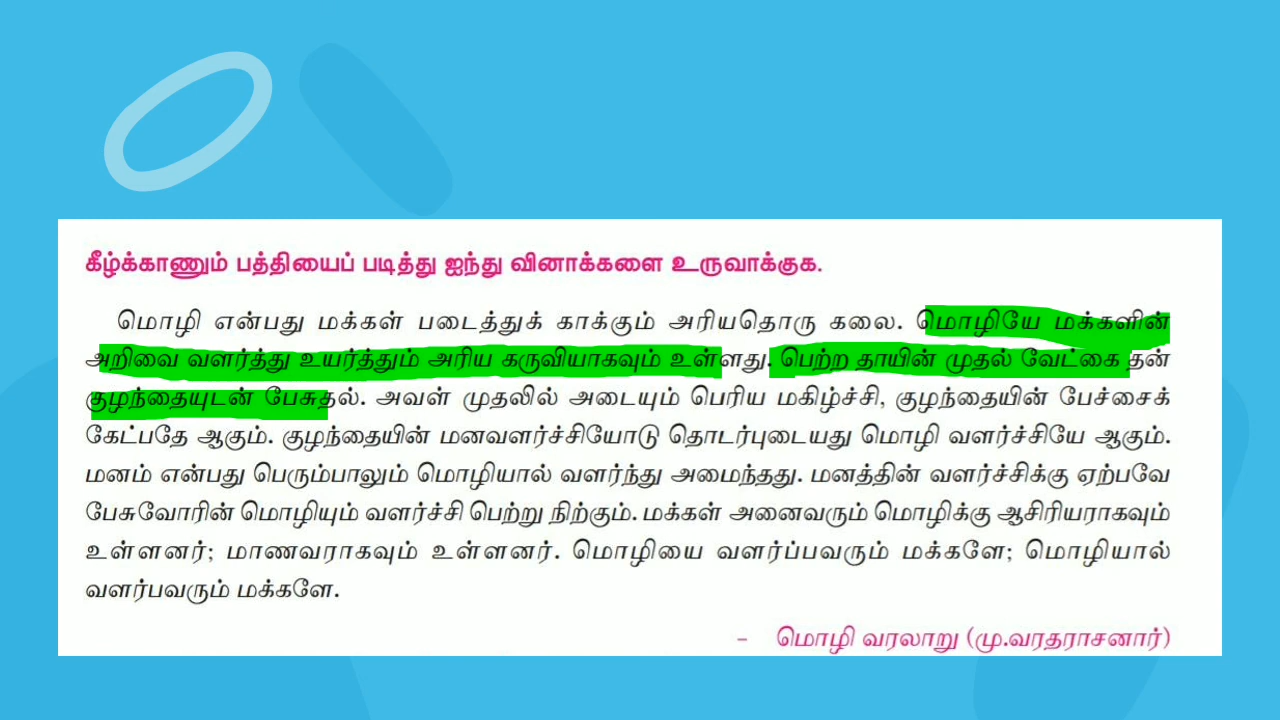 கீழ்க்காணும் பத்தியைப் படித்து ஐந்து வினாக்களை உருவாக்குக.
மொழி என்பது மக்கள் படைத்துக் காக்கும் அரியதொரு கலை. மொழியே மக்களின்
அறிவை வளர்த்து உயர்த்தும் அரிய கருவியாகவும் உள்ளது. பெற்ற தாயின் முதல் வேட்கை தன்
குழந்தையுடன் பேசுதல். அவள் முதலில் அடையும் பெரிய மகிழ்ச்சி, குழந்தையின் பேச்சைக்
கேட்பதே ஆகும். குழந்தையின் மனவளர்ச்சியோடு தொடர்புடையது மொழி வளர்ச்சியே ஆகும்.
மனம் என்பது பெரும்பாலும் மொழியால் வளர்ந்து அமைந்தது. மனத்தின் வளர்ச்சிக்கு ஏற்பவே
பேசுவோரின் மொழியும் வளர்ச்சி பெற்று நிற்கும். மக்கள் அனைவரும் மொழிக்கு ஆசிரியராகவும்
உள்ளனர்; மாணவராகவும் உள்ளனர். மொழியை வளர்ப்பவரும் மக்களே; மொழியால்
வளர்பவரும் மக்களே.
– மொழி வரலாறு (மு.வரதராசனார்)